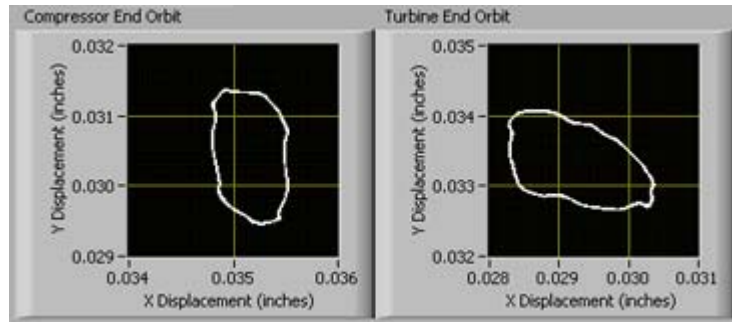 Compressor End Orbit
Y Displacement (inches)
0.032
0.031
0.030
0.029
0.034 0.035 0.036
X Displacement (inches)
Turbine End Orbit
Y Displacement (inches)
0.035
0.034
0.033
0.032
0.028 0.029 0.030 0.031
X Displacement (inches)